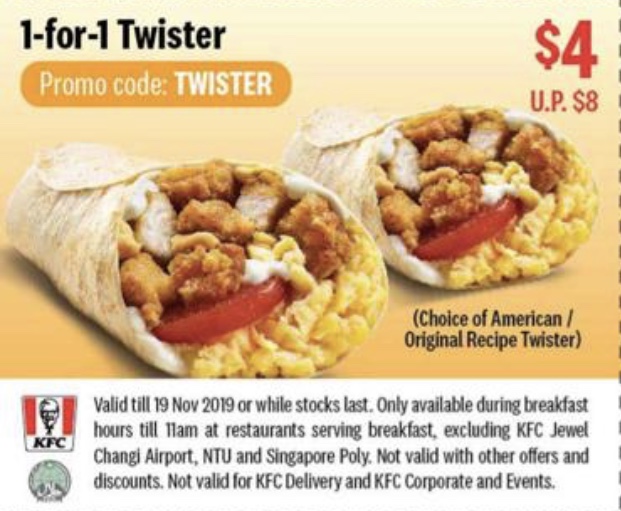 1-for-1 Twister
Promo code: TWISTER
$4
U.P. $8
(Choice of American /
Original Recipe Twister)
KFC
Valid till 19 Nov 2019 or while stocks last. Only available during breakfast
hours till 11am at restaurants serving breakfast, excluding KFC Jewel
Changi Airport, NTU and Singapore Poly. Not valid with other offers and
discounts. Not valid for KFC Delivery and KFC Corporate and Events.